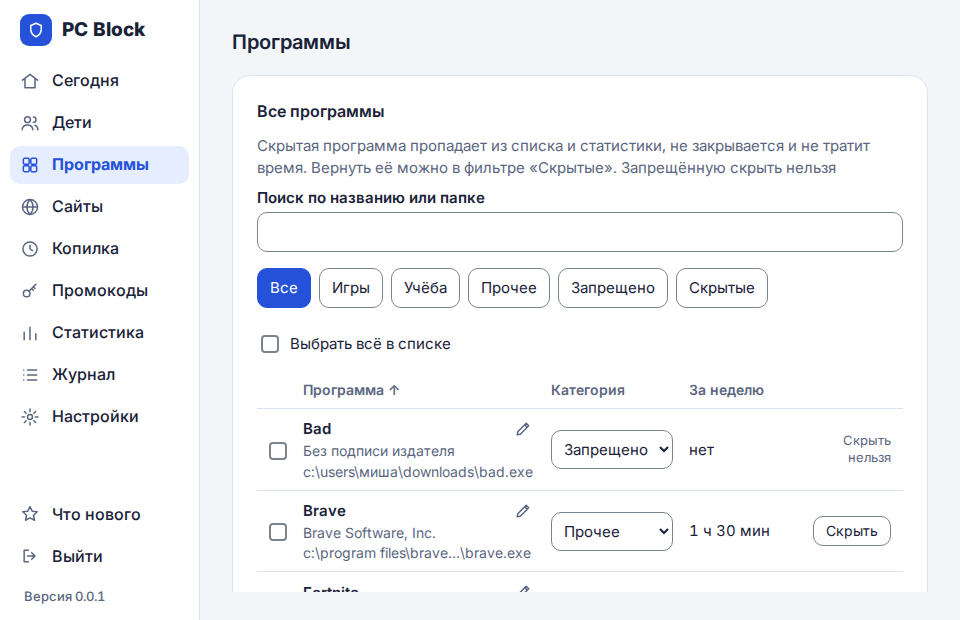 PC Block
Сегодня
Дети
Программы
Сайты
Копилка
Промокоды
Статистика
Журнал
Настройки
Что нового
Выйти
Версия 0.0.1
Программы
Все программы
Скрытая программа пропадает из списка и статистики, не закрывается и не тратит
время. Вернуть её можно в фильтре «Скрытые». Запрещённую скрыть нельзя
Поиск по названию или папке
Все Игры Учёба Прочее Запрещено Скрытые
Выбрать всё в списке
Программа ↑ Категория За неделю
Bad
Без подписи издателя
c:\users\миша\downloads\bad.exe
Запрещено
нет
Скрыть
нельзя
Brave
Brave Software, Inc.
c:\program files\brave...\brave.exe
Прочее
1 ч 30 мин
Скрыть
Fortnite